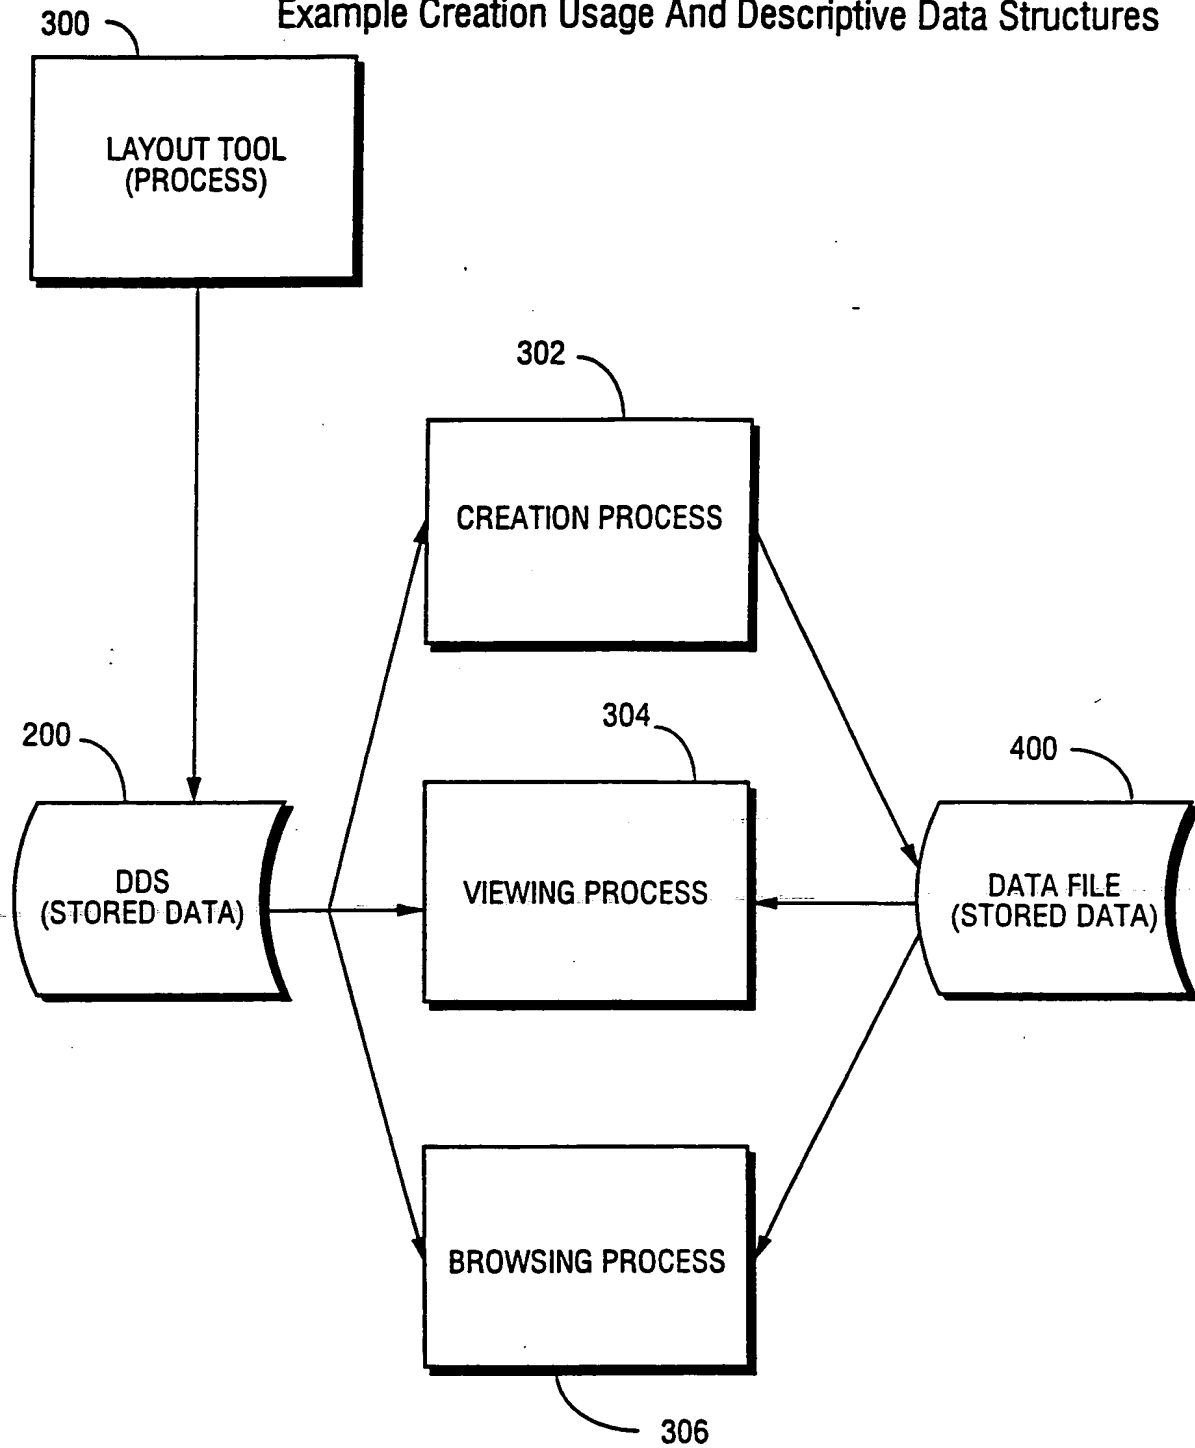 Example Creation Usage And Descriptive Data Structures
300
LAYOUT TOOL
(PROCESS)
302
CREATION PROCESS
200
304
400
DDS
(STORED DATA)
VIEWING PROCESS
DATA FILE
(STORED DATA)
BROWSING PROCESS
306